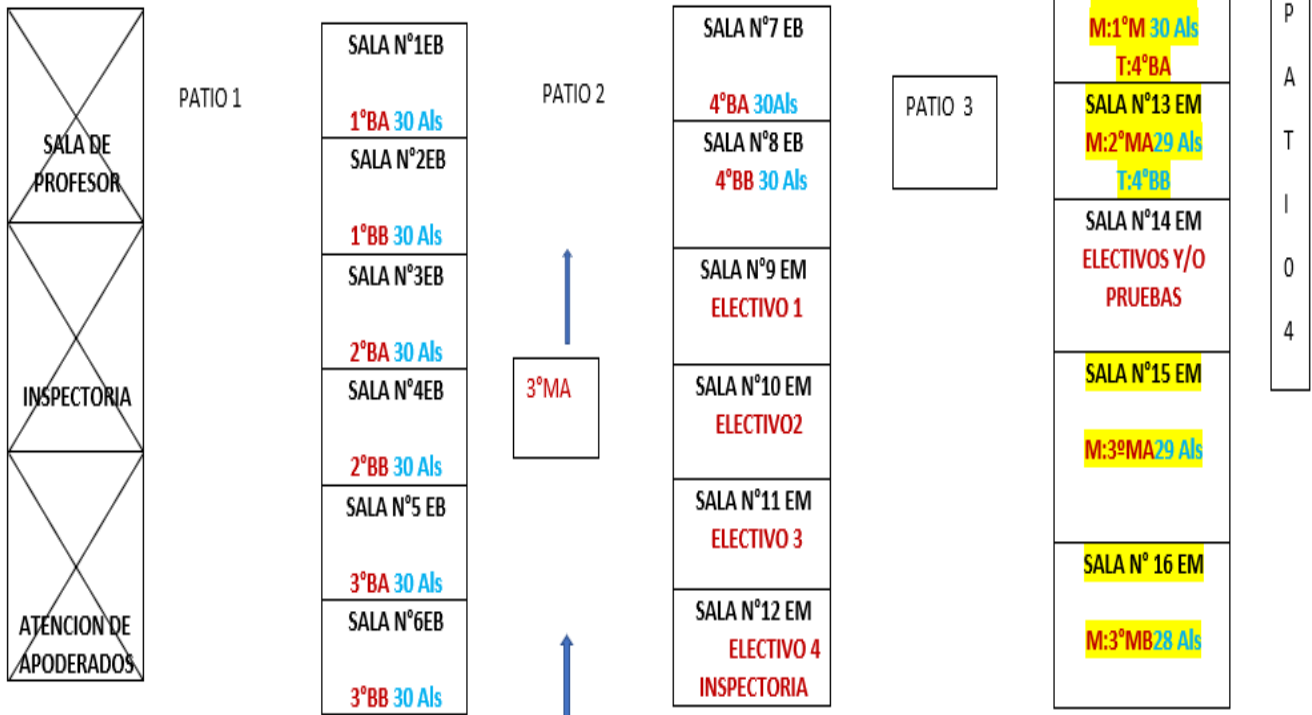 SALA DE
PROFESOR
INSPECTORIA
ATENCION DE
APODERADOS
PATIO 1
SALA N°1EB
1°BA 30 Als
SALA N°2EB
1°BB 30 Als
SALA N°3EB
2°BA 30 Als
SALA N°4EB
2°BB 30 Als
SALA N°5 EB
3°BA 30 Als
SALA N°6EB
3°BB 30 Als
PATIO 2
3°MA
SALA N°7 EB
4°BA 30Als
SALA N°8 EB
4°BB 30 Als
SALA N°9 EM
ELECTIVO 1
SALA N°10 EM
ELECTIVO2
SALA N°11 EM
ELECTIVO 3
SALA N°12 EM
ELECTIVO 4
INSPECTORIA
PATIO 3
M:1°M 30 Als
T:4°BA
SALA N°13 EM
M:2°MA29 Als
T:4°BB
SALA N°14 EM
ELECTIVOS Y/O
PRUEBAS
SALA N°15 EM
M:3ºMA29 Als
SALA N° 16 EM
M:3°MB28 Als
P
A
T
I
0
4